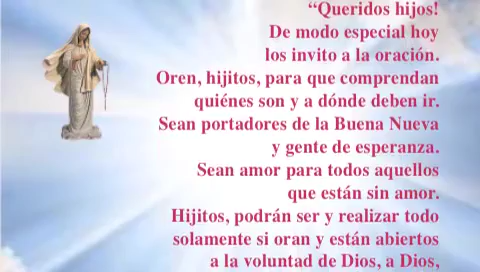 “Queridos hijos!
De modo especial hoy
los invito a la oración.
Oren, hijitos, para que comprendan
quiénes son y a dónde deben ir.
Sean portadores de la Buena Nueva
y gente de esperanza.
Sean amor para todos aquellos
que están sin amor.
Hijitos, podrán ser y realizar todo
solamente si oran y están abiertos
a la voluntad de Dios, a Dios,